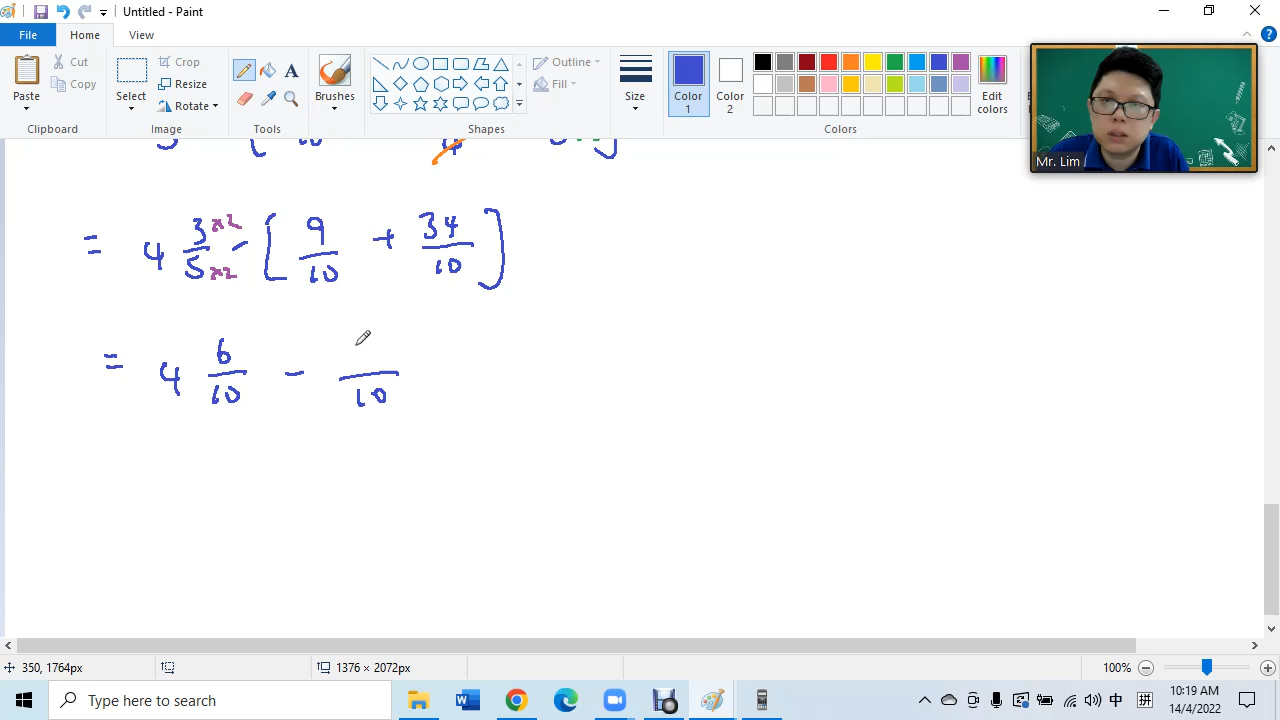 Untitled - Paint
File Home View
Paste Cut Copy
Clipboard
Select Crop Resize Rotate
Image
A
Tools
Brushes
Outline Fill
Shapes
Size
Color 1
Color 2
Edit colors
Colors
Mr. Lim
= 4 3/5 ×2 ×2 - [ 9/10 + 34/10 ]
= 4 6/10 - /10
350, 1764px
1376 × 2072px
100%
Type here to search
中
拼
10:19 AM
14/4/2022